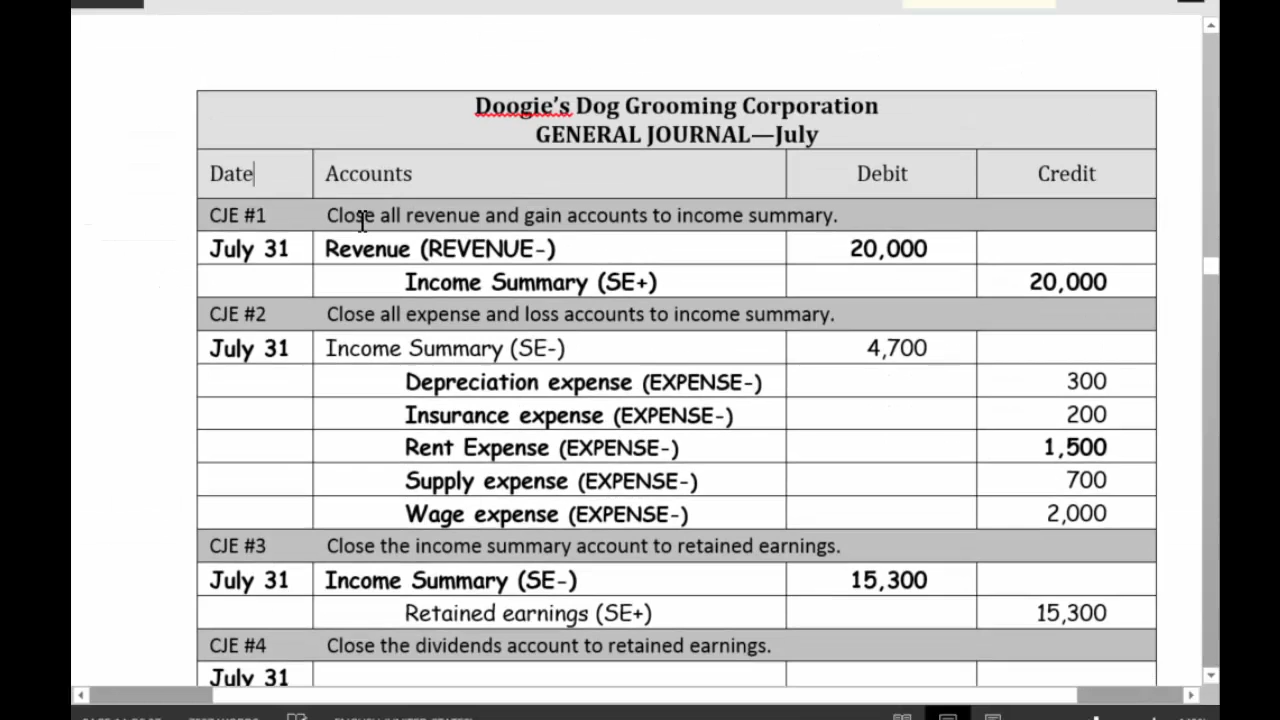 Doogie's Dog Grooming Corporation
GENERAL JOURNAL—July
Date Accounts Debit Credit
CJE #1 Close all revenue and gain accounts to income summary.
July 31 Revenue (REVENUE-) 20,000
Income Summary (SE+) 20,000
CJE #2 Close all expense and loss accounts to income summary.
July 31 Income Summary (SE-) 4,700
Depreciation expense (EXPENSE-) 300
Insurance expense (EXPENSE-) 200
Rent Expense (EXPENSE-) 1,500
Supply expense (EXPENSE-) 700
Wage expense (EXPENSE-) 2,000
CJE #3 Close the income summary account to retained earnings.
July 31 Income Summary (SE-) 15,300
Retained earnings (SE+) 15,300
CJE #4 Close the dividends account to retained earnings.
July 31